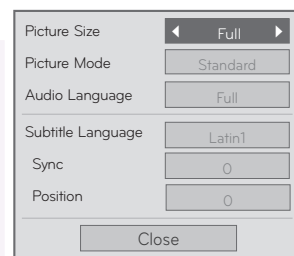 Picture Size Full
Picture Mode Standard
Audio Language Full
Subtitle Language Latin1
Sync 0
Position 0
Close